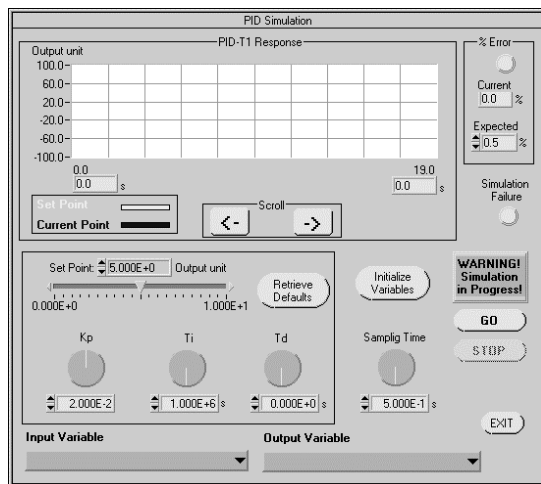 PID Simulation
PID-T1 Response
Output unit
100.0
60.0
20.0
-20.0
-60.0
-100.0
0.0
19.0
0.0 s
0.0 s
Set Point
Current Point
Scroll
<-
->
% Error
Current
0.0 %
Expected
0.5 %
Simulation
Failure
Set Point: 5.000E+0 Output unit
0.000E+0
1.000E+1
Retrieve
Defaults
Kp
Ti
Td
2.000E-2
1.000E+6 s
0.000E+0 s
Initialize
Variables
Samplig Time
5.000E-1 s
WARNING!
Simulation
in Progress!
GO
STOP
EXIT
Input Variable
Output Variable